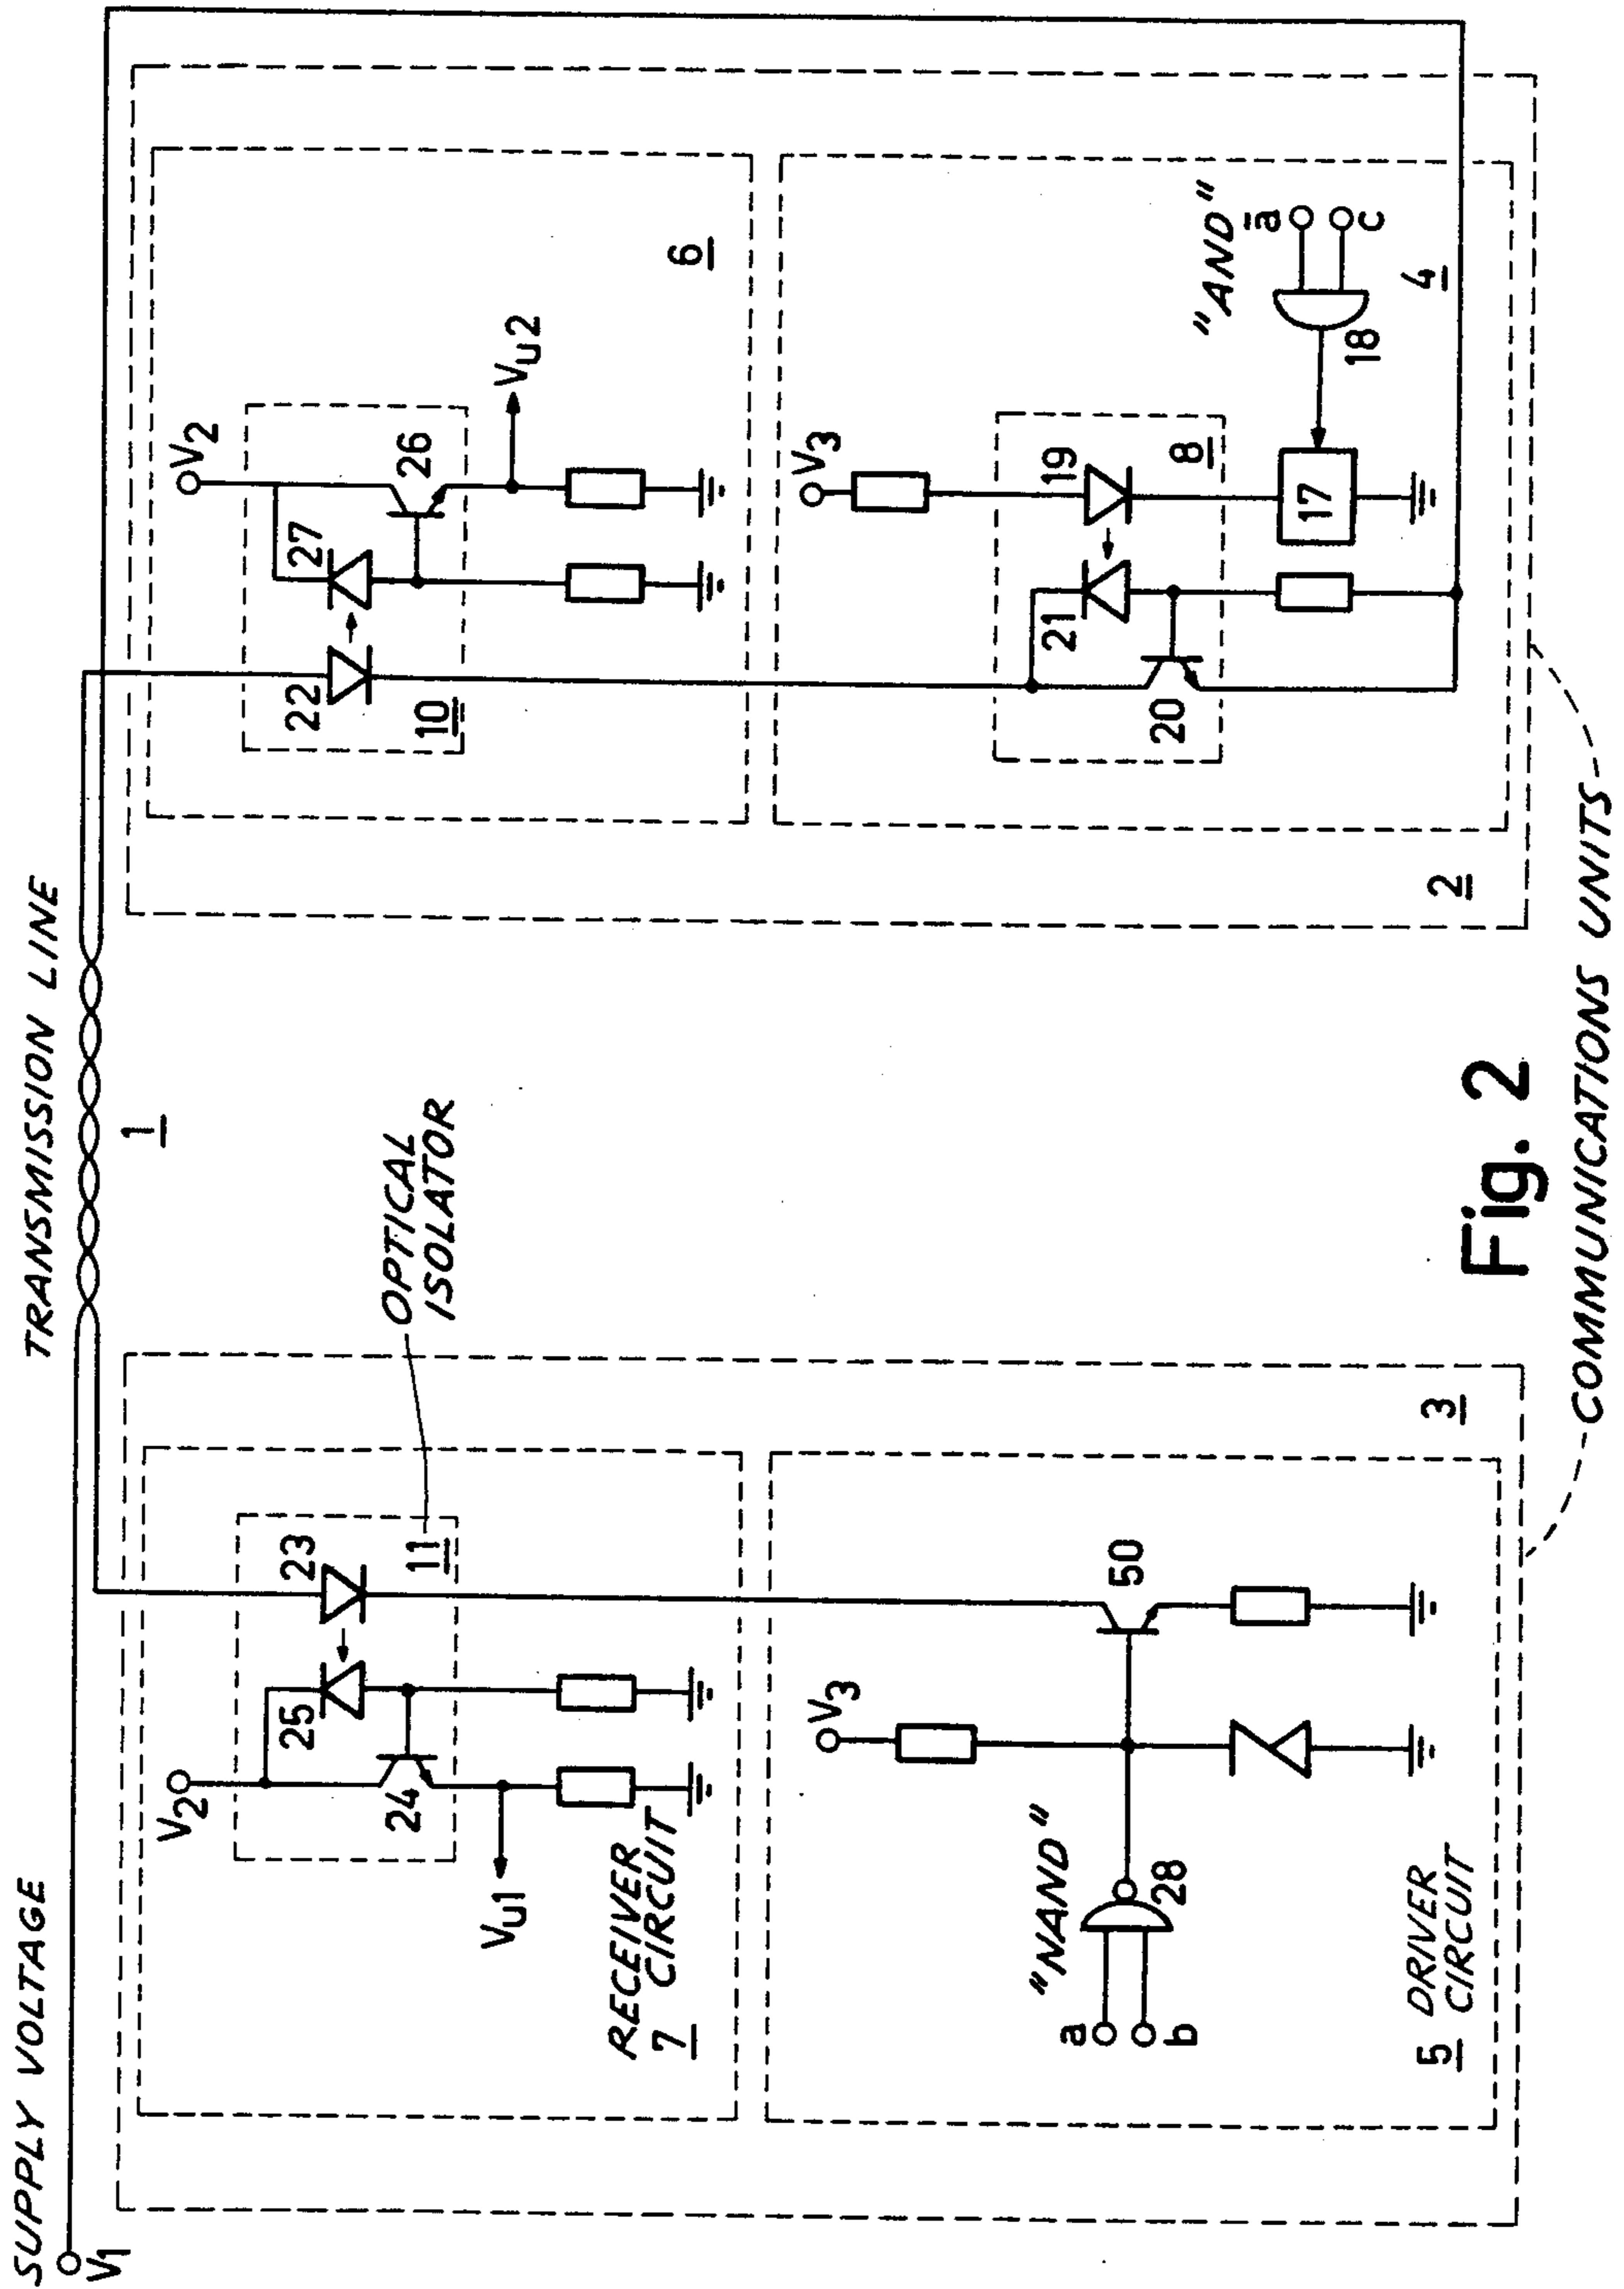 SUPPLY VOLTAGE
V1
TRANSMISSION LINE
1
V2
25
23
24
11
Vu1
RECEIVER
7 CIRCUIT
OPTICAL
ISOLATOR
V2
22
27
26
10
Vu2
6
V3
"NAND"
a
b
28
50
5 DRIVER
CIRCUIT
3
V3
21
19
20
8
17
18
"AND"
a̅
c
4
2
Fig. 2
COMMUNICATIONS UNITS